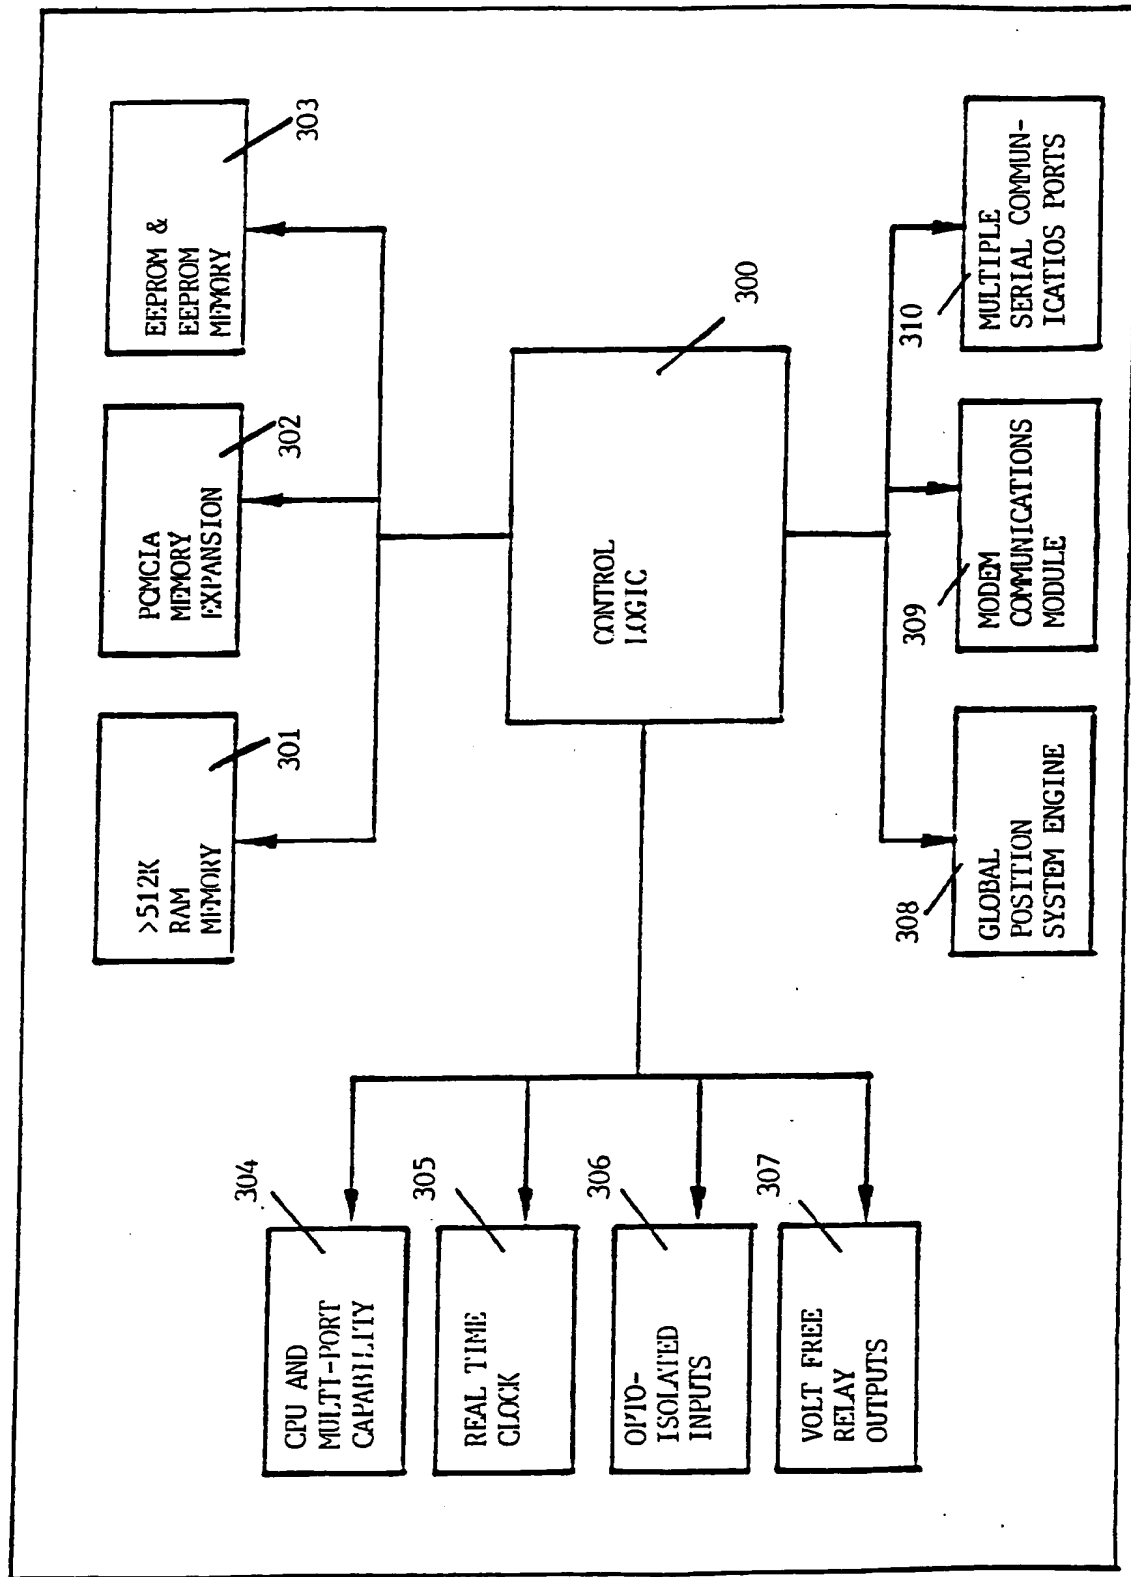 >512K
RAM
MEMORY
301
PCMCIA
MEMORY
EXPANSION
302
EEPROM &
EEPROM
MEMORY
303
CONTROL
LOGIC
300
CPU AND
MULTI-PORT
CAPABILITY
304
REAL TIME
CLOCK
305
OPTO-
ISOLATED
INPUTS
306
VOLT FREE
RELAY
OUTPUTS
307
308
GLOBAL
POSITION
SYSTEM ENGINE
309
MODEM
COMMUNICATIONS
MODULE
310
MULTIPLE
SERIAL COMMUN-
ICATIOS PORTS